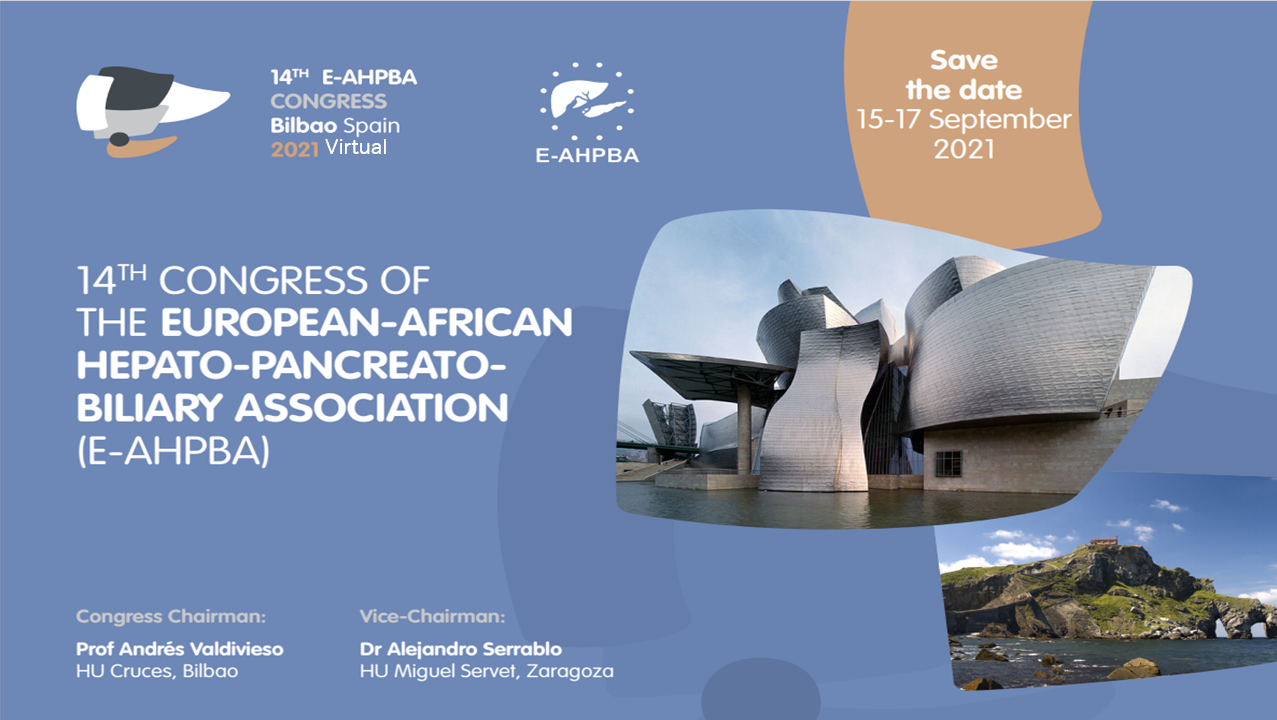 14TH E-AHPBA
CONGRESS
Bilbao Spain
2021 Virtual
E-AHPBA
Save
the date
15-17 September
2021
14TH CONGRESS OF
THE EUROPEAN-AFRICAN
HEPATO-PANCREATO-
BILIARY ASSOCIATION
(E-AHPBA)
Congress Chairman:
Prof Andrés Valdivieso
HU Cruces, Bilbao
Vice-Chairman:
Dr Alejandro Serrablo
HU Miguel Servet, Zaragoza